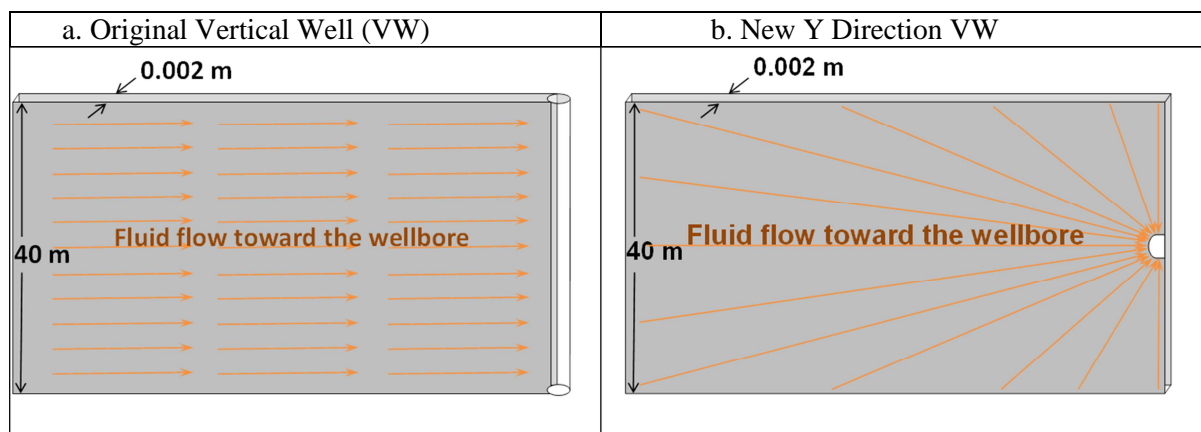 a. Original Vertical Well (VW)
b. New Y Direction VW
0.002 m
40 m
Fluid flow toward the wellbore
0.002 m
40 m
Fluid flow toward the wellbore